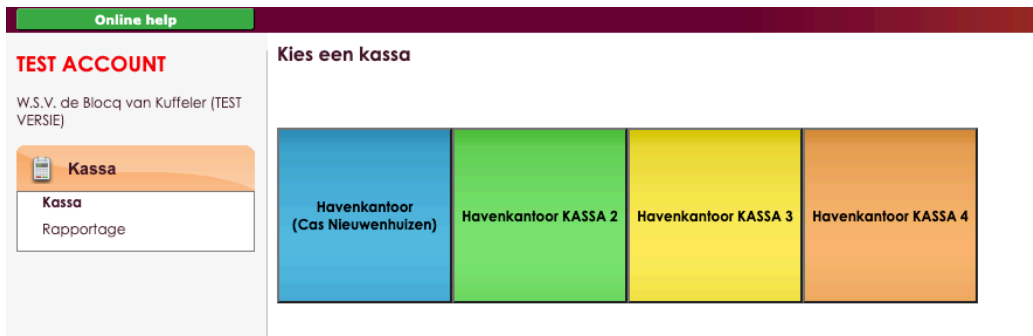 Online help
TEST ACCOUNT
W.S.V. de Blocq van Kuffeler (TEST
VERSIE)
Kassa
Kassa
Rapportage
Kies een kassa
Havenkantoor
(Cas Nieuwenhuizen)
Havenkantoor KASSA 2
Havenkantoor KASSA 3
Havenkantoor KASSA 4